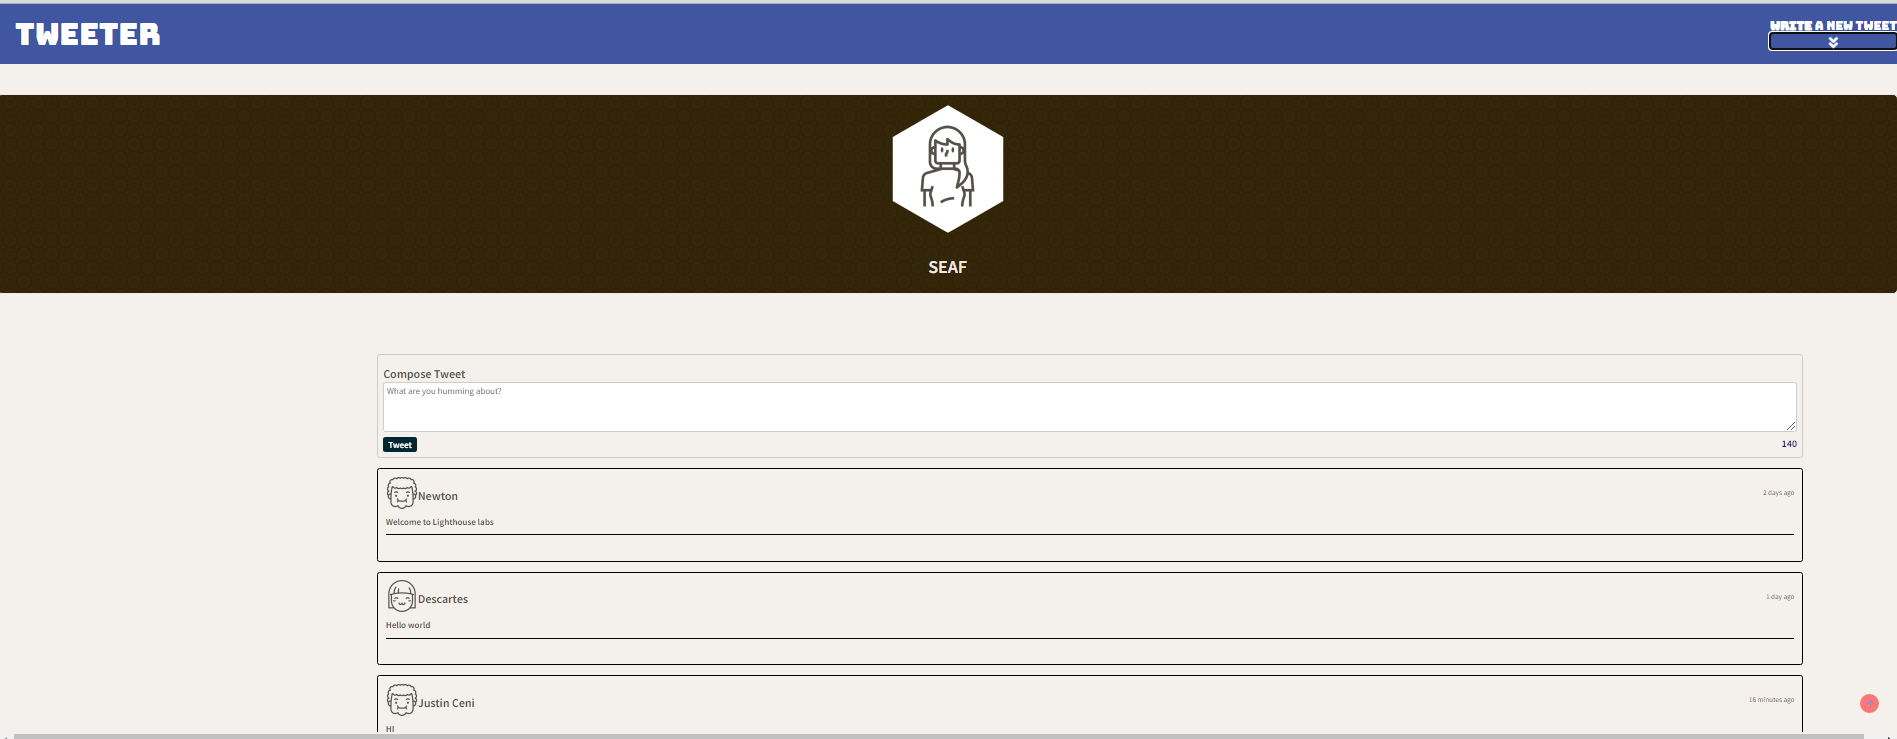 TWEETER
WRITE A NEW TWEET
SEAF
Compose Tweet
What are you humming about?
Tweet
140
Newton
2 days ago
Welcome to Lighthouse labs
Descartes
1 day ago
Hello world
Justin Ceni
16 minutes ago
HI